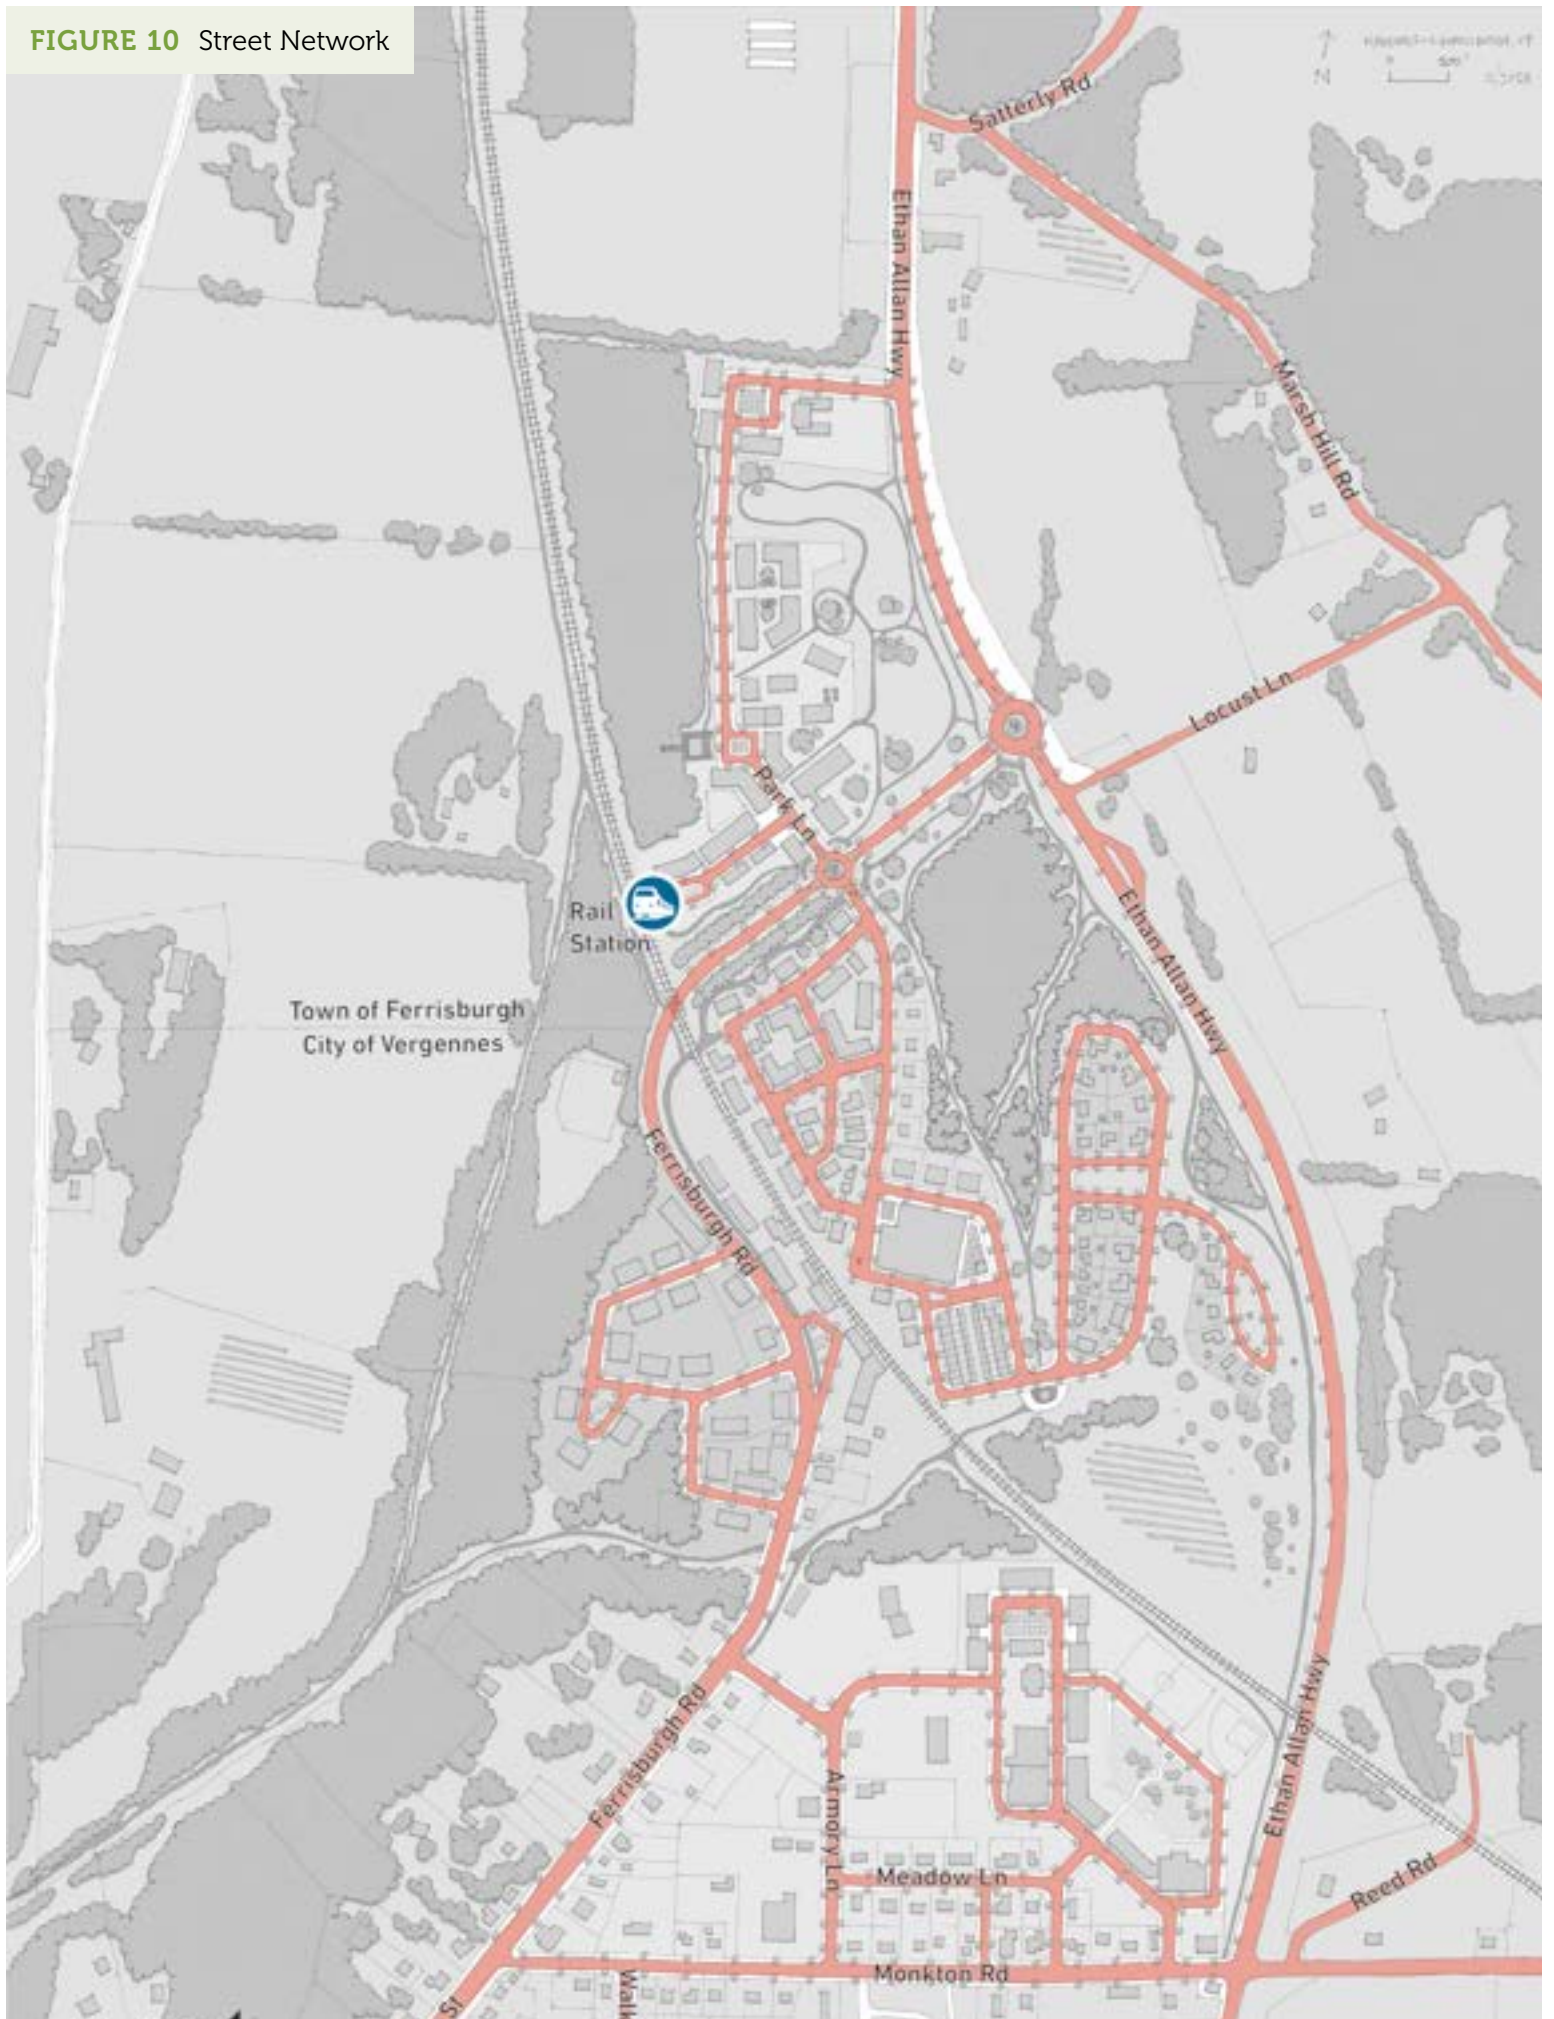 FIGURE 10 Street Network
N
Satterly Rd
Ethan Allan Hwy
Marsh Hill Rd
Locust Ln
Park Ln
Rail
Station
Ethan Allan Hwy
Town of Ferrisburgh
City of Vergennes
Ferrisburgh Rd
Ethan Allan Hwy
Ferrisburgh Rd
Armory Ln
Meadow Ln
Reed Rd
Monkton Rd
Walk
St